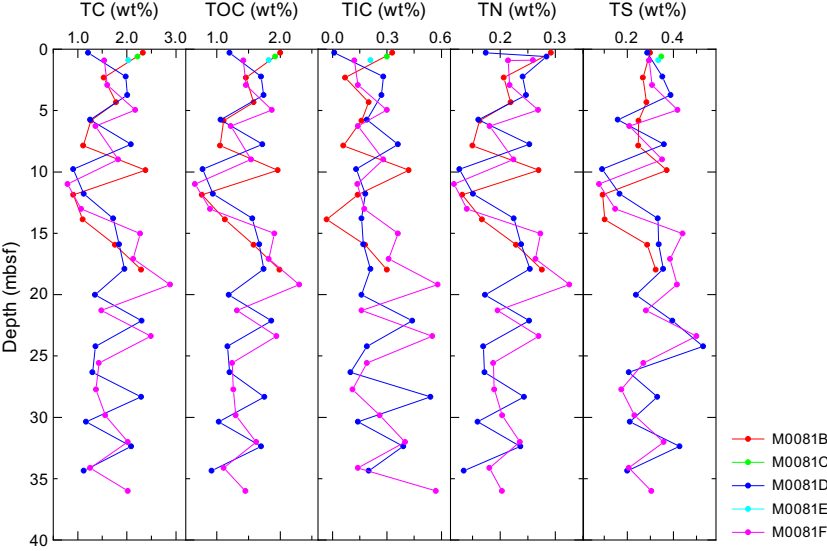 TC (wt%) TOC (wt%) TIC (wt%) TN (wt%) TS (wt%)
1.0 2.0 3.0 1.0 2.0 0.0 0.3 0.6 0.2 0.3 0.2 0.4
0
5
10
15
20
25
30
35
40
Depth (mbsf)
M0081B
M0081C
M0081D
M0081E
M0081F